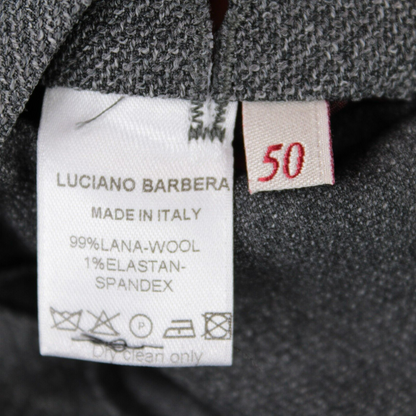 LUCIANO BARBERA
MADE IN ITALY
99%LANA-WOOL
1%ELASTAN-
SPANDEX
P
Dry clean only
50